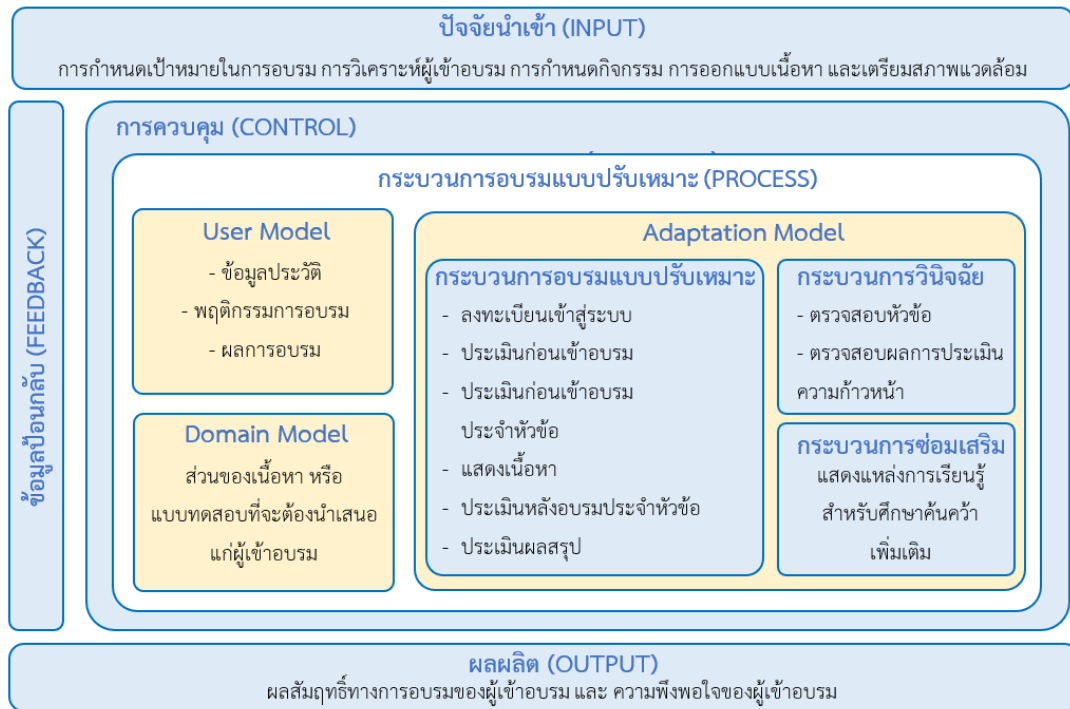 ปัจจัยนำเข้า (INPUT)
การกำหนดเป้าหมายในการอบรม การวิเคราะห์ผู้เข้าอบรม การกำหนดกิจกรรม การออกแบบเนื้อหา และเตรียมสภาพแวดล้อม
ข้อมูลป้อนกลับ (FEEDBACK)
การควบคุม (CONTROL)
กระบวนการอบรมแบบปรับเหมาะ (PROCESS)
User Model
- ข้อมูลประวัติ
- พฤติกรรมการอบรม
- ผลการอบรม
Domain Model
ส่วนของเนื้อหา หรือ
แบบทดสอบที่จะต้องนำเสนอ
แก่ผู้เข้าอบรม
Adaptation Model
กระบวนการอบรมแบบปรับเหมาะ
- ลงทะเบียนเข้าสู่ระบบ
- ประเมินก่อนเข้าอบรม
- ประเมินก่อนเข้าอบรม
ประจำหัวข้อ
- แสดงเนื้อหา
- ประเมินหลังอบรมประจำหัวข้อ
- ประเมินผลสรุป
กระบวนการวินิจฉัย
- ตรวจสอบหัวข้อ
- ตรวจสอบผลการประเมิน
ความก้าวหน้า
กระบวนการซ่อมเสริม
แสดงแหล่งการเรียนรู้
สำหรับศึกษาค้นคว้า
เพิ่มเติม
ผลผลิต (OUTPUT)
ผลสัมฤทธิ์ทางการอบรมของผู้เข้าอบรม และ ความพึงพอใจของผู้เข้าอบรม